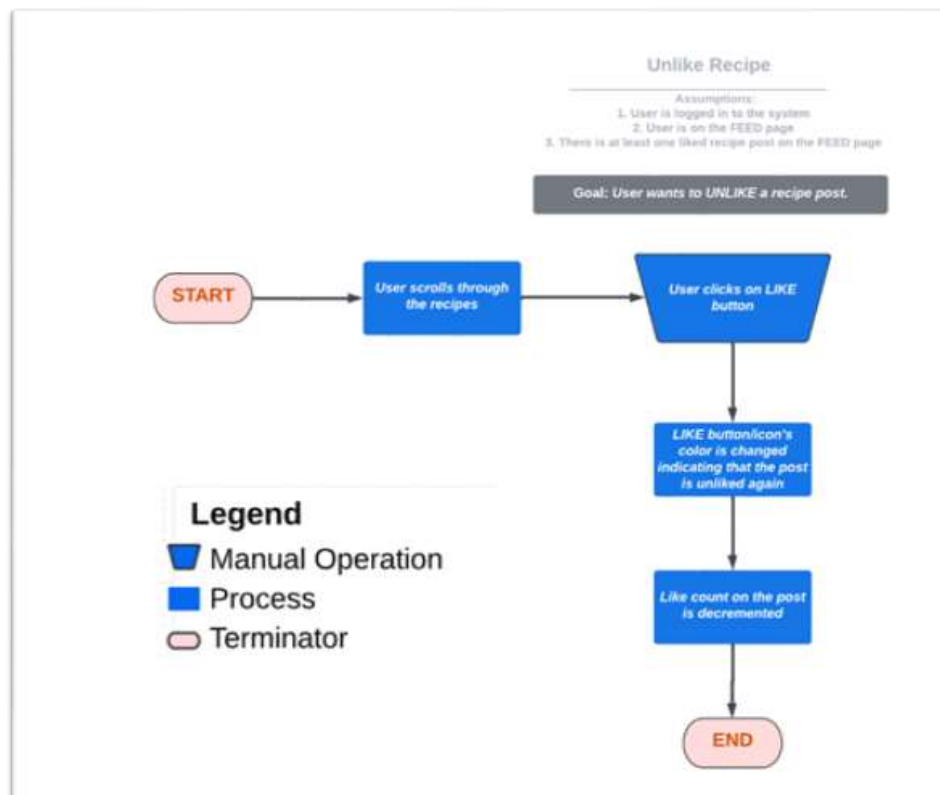 Unlike Recipe
Assumptions:
1. User is logged in to the system
2. User is on the FEED page
3. There is at least one liked recipe post on the FEED page
Goal: User wants to UNLIKE a recipe post.
START
User scrolls through
the recipes
User clicks on LIKE
button
LIKE button/icon's
color is changed
indicating that the post
is unliked again
Like count on the post
is decremented
END
Legend
Manual Operation
Process
Terminator